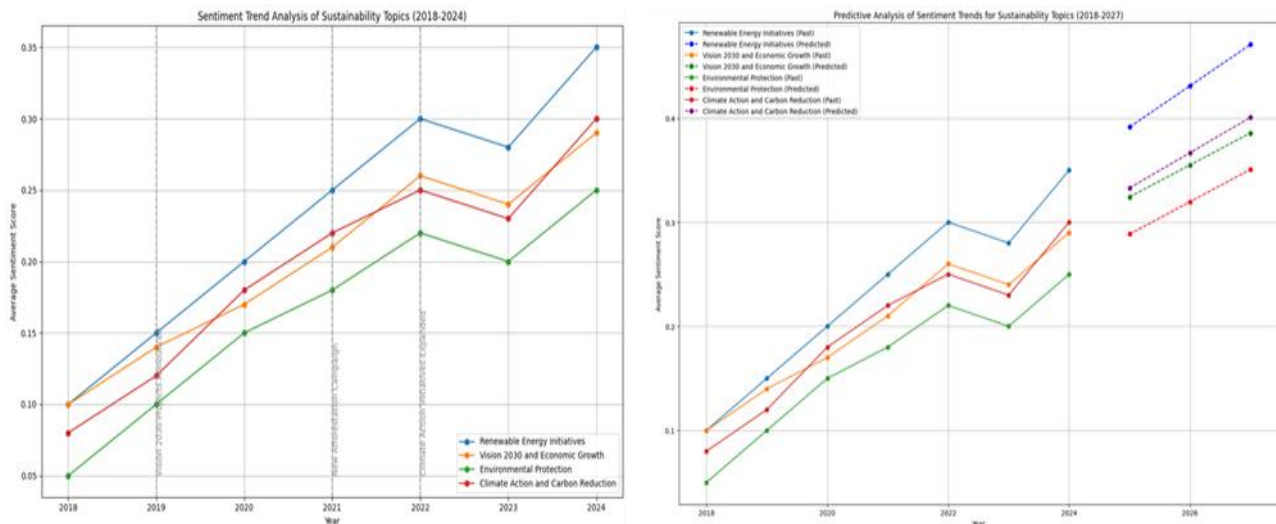 Sentiment Trend Analysis of Sustainability Topics (2018-2024)
Average Sentiment Score
0.35
0.30
0.25
0.20
0.15
0.10
0.05
Vision 2030
New Afforestation Campaign
Climate Action Initiatives Expanded
Renewable Energy Initiatives
Vision 2030 and Economic Growth
Environmental Protection
Climate Action and Carbon Reduction
2018 2019 2020 2021 2022 2023 2024
Year
Predictive Analysis of Sentiment Trends for Sustainability Topics (2018-2027)
Renewable Energy Initiatives (Past)
Renewable Energy Initiatives (Predicted)
Vision 2030 and Economic Growth (Past)
Vision 2030 and Economic Growth (Predicted)
Environmental Protection (Past)
Environmental Protection (Predicted)
Climate Action and Carbon Reduction (Past)
Climate Action and Carbon Reduction (Predicted)
Average Sentiment Score
0.4
0.3
0.2
0.1
2018 2020 2022 2024 2026
Year